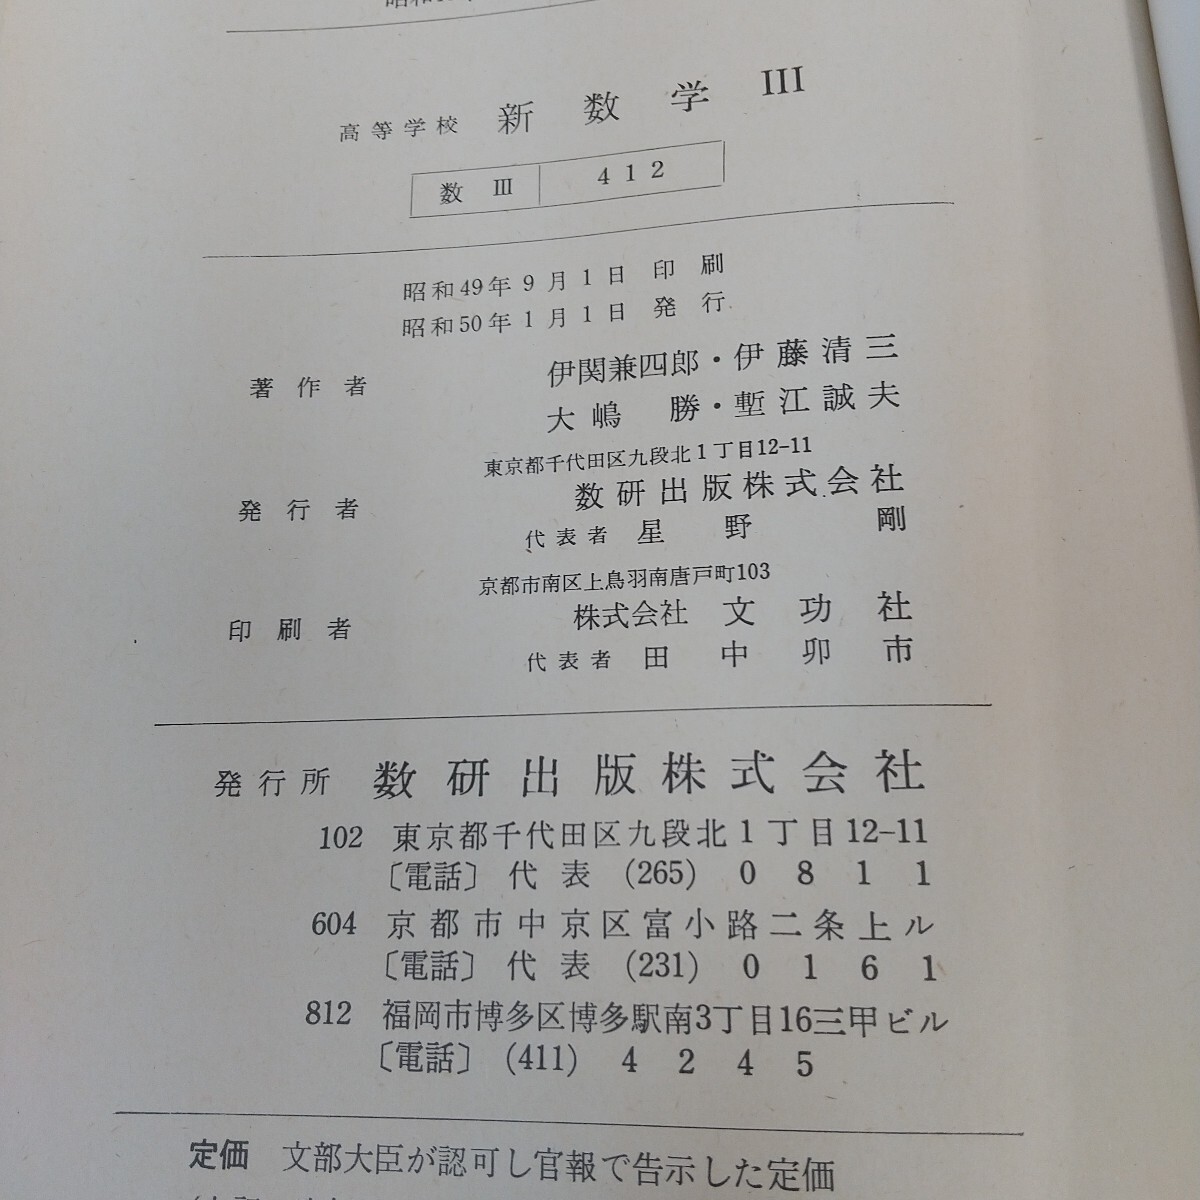 高等学校 新数学 III
数 III 412
昭和49年9月1日 印刷
昭和50年1月1日 発行
著作者 伊関兼四郎・伊藤清三
大嶋 勝・塹江誠夫
東京都千代田区九段北1丁目12-11
発行者 数研出版株式会社
代表者 星野 剛
京都市南区上鳥羽南唐戸町103
印刷者 株式会社 文功社
代表者 田中卯市
発行所 数研出版株式会社
102 東京都千代田区九段北1丁目12-11
〔電話〕 代表 (265) 0811
604 京都市中京区富小路二条上ル
〔電話〕 代表 (231) 0161
812 福岡市博多区博多駅南3丁目16三甲ビル
〔電話〕 (411) 4245
定価 文部大臣が認可し官報で告示した定価